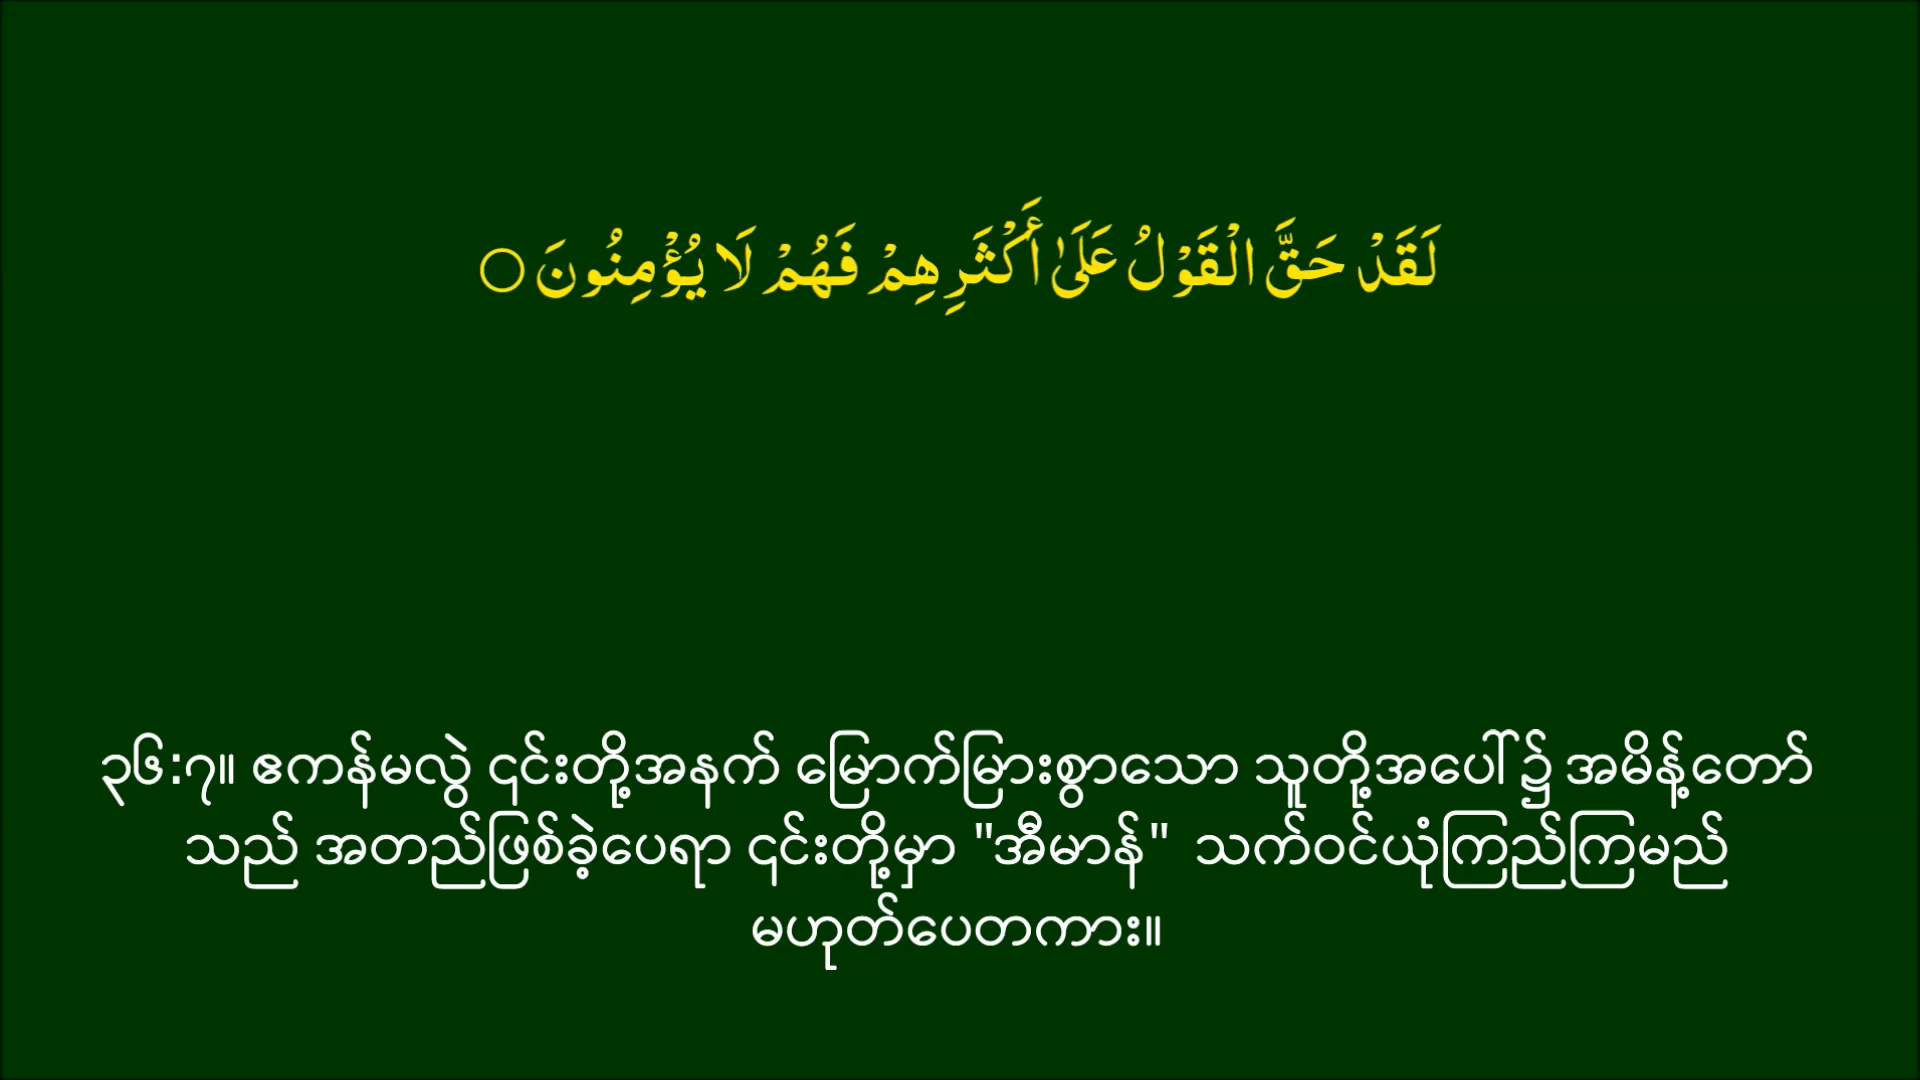 لَقَدْ حَقَّ الْقَوْلُ عَلَىٰ أَكْثَرِهِمْ فَهُمْ لَا يُؤْمِنُونَ ○
၃၆:၇။ ဧကန်မလွဲ ၎င်းတို့အနက် မြောက်မြားစွာသော သူတို့အပေါ်၌ အမိန့်တော်
သည် အတည်ဖြစ်ခဲ့ပေရာ ၎င်းတို့မှာ "အီမာန်" သက်ဝင်ယုံကြည်ကြမည်
မဟုတ်ပေတကား။